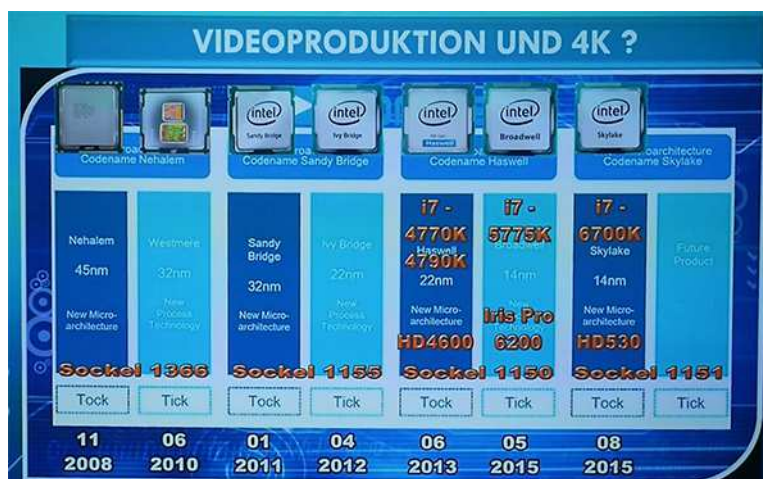 VIDEOPRODUKTION UND 4K ?
intel
Sandy Bridge
intel
Ivy Bridge
intel
Haswell
intel
Broadwell
intel
Skylake
Codename Nehalem
Codename Sandy Bridge
Codename Haswell
architecture
Codename Skylake
Nehalem
45nm
New Micro-
architecture
Westmere
32nm
New
Process
Technology
Sockel 1366
Sandy
Bridge
32nm
New Micro-
architecture
Ivy Bridge
22nm
New
Process
Technology
Sockel 1155
i7 -
4770K
Haswell
4790K
22nm
New Micro-
architecture
HD4600
i7 -
5775K
Broadwell
14nm
New
Iris Pro
Technology
6200
Sockel 1150
i7 -
6700K
Skylake
14nm
New Micro-
architecture
HD530
Future
Product
Sockel 1151
Tock
Tick
Tock
Tick
Tock
Tick
Tock
Tick
11
2008
06
2010
01
2011
04
2012
06
2013
05
2015
08
2015